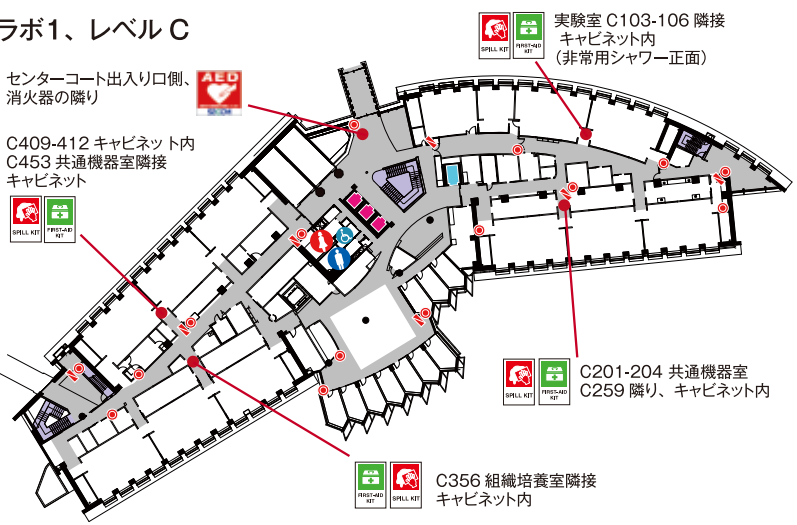 ラボ1、レベル C
センターコート出入り口側、
消火器の隣り
AED
C409-412 キャビネット内
C453 共通機器室隣接
キャビネット
SPILL KIT
FIRST-AID KIT
SPILL KIT
FIRST-AID KIT
実験室 C103-106 隣接
キャビネット内
(非常用シャワー正面)
SPILL KIT
FIRST-AID KIT
C201-204 共通機器室
C259 隣り、キャビネット内
FIRST-AID KIT
SPILL KIT
C356 組織培養室隣接
キャビネット内